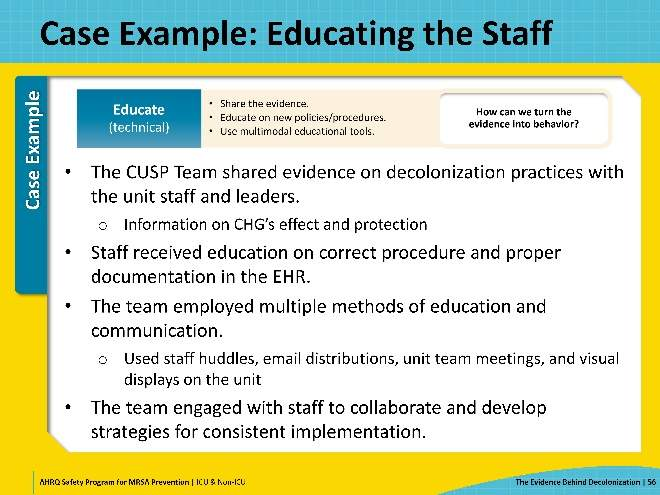 Case Example: Educating the Staff
Case Example
Educate
(technical)
• Share the evidence.
• Educate on new policies/procedures.
• Use multimodal educational tools.
How can we turn the
evidence into behavior?
• The CUSP Team shared evidence on decolonization practices with
the unit staff and leaders.
o Information on CHG's effect and protection
• Staff received education on correct procedure and proper
documentation in the EHR.
• The team employed multiple methods of education and
communication.
o Used staff huddles, email distributions, unit team meetings, and visual
displays on the unit
• The team engaged with staff to collaborate and develop
strategies for consistent implementation.
AHRQ Safety Program for MRSA Prevention | ICU & Non-ICU
The Evidence Behind Decolonization | 56